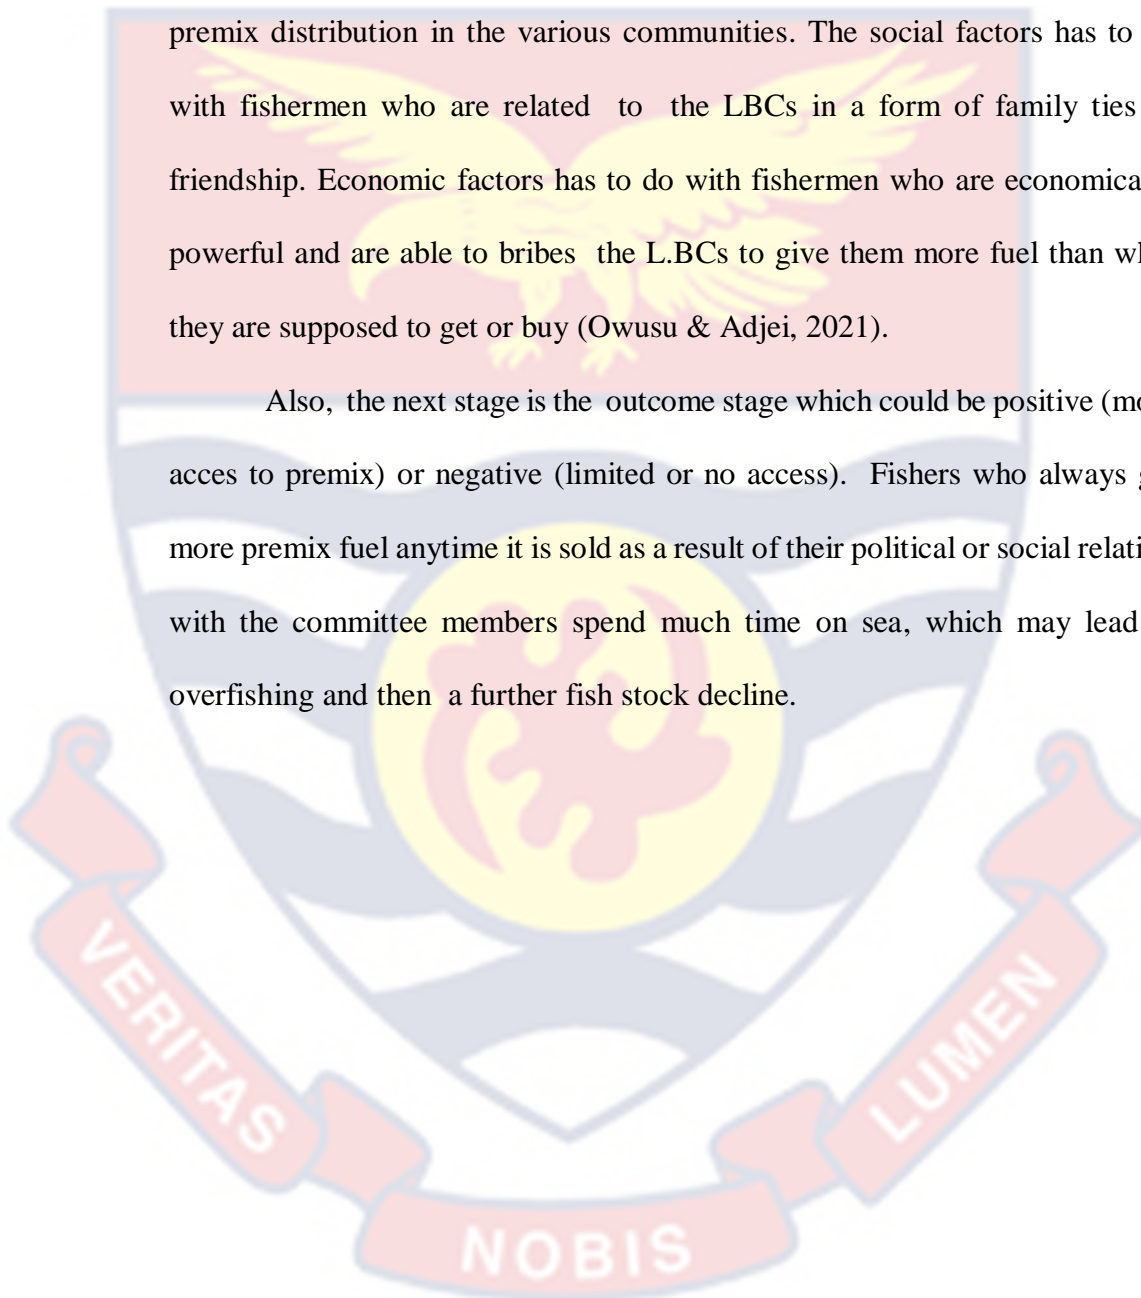 premix distribution in the various communities. The social factors has to
with fishermen who are related to the LBCs in a form of family ties
friendship. Economic factors has to do with fishermen who are economica
powerful and are able to bribes the L.BCs to give them more fuel than wh
they are supposed to get or buy (Owusu & Adjei, 2021).
Also, the next stage is the outcome stage which could be positive (mo
acces to premix) or negative (limited or no access). Fishers who always g
more premix fuel anytime it is sold as a result of their political or social relati
with the committee members spend much time on sea, which may lead
overfishing and then a further fish stock decline.
VERITAS
NOBIS
LUMEN